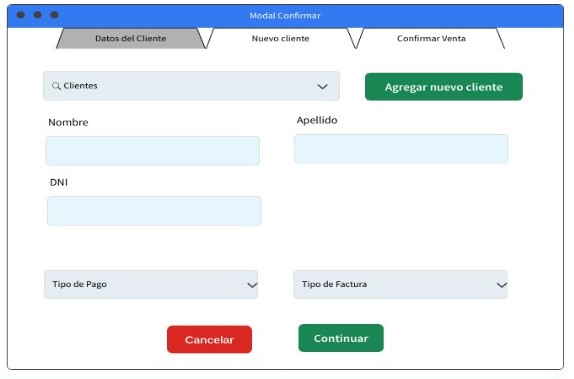 Modal Confirmar
Datos del Cliente
Nuevo cliente
Confirmar Venta
Clientes
Agregar nuevo cliente
Nombre
Apellido
DNI
Tipo de Pago
Tipo de Factura
Cancelar
Continuar